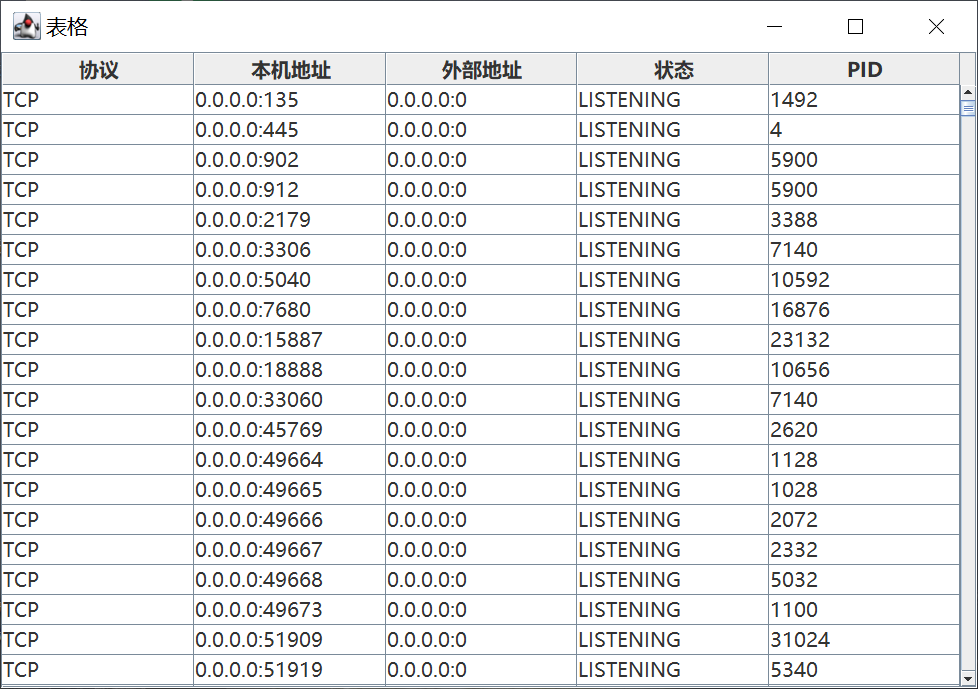 表格
协议 本机地址 外部地址 状态 PID
TCP 0.0.0.0:135 0.0.0.0:0 LISTENING 1492
TCP 0.0.0.0:445 0.0.0.0:0 LISTENING 4
TCP 0.0.0.0:902 0.0.0.0:0 LISTENING 5900
TCP 0.0.0.0:912 0.0.0.0:0 LISTENING 5900
TCP 0.0.0.0:2179 0.0.0.0:0 LISTENING 3388
TCP 0.0.0.0:3306 0.0.0.0:0 LISTENING 7140
TCP 0.0.0.0:5040 0.0.0.0:0 LISTENING 10592
TCP 0.0.0.0:7680 0.0.0.0:0 LISTENING 16876
TCP 0.0.0.0:15887 0.0.0.0:0 LISTENING 23132
TCP 0.0.0.0:18888 0.0.0.0:0 LISTENING 10656
TCP 0.0.0.0:33060 0.0.0.0:0 LISTENING 7140
TCP 0.0.0.0:45769 0.0.0.0:0 LISTENING 2620
TCP 0.0.0.0:49664 0.0.0.0:0 LISTENING 1128
TCP 0.0.0.0:49665 0.0.0.0:0 LISTENING 1028
TCP 0.0.0.0:49666 0.0.0.0:0 LISTENING 2072
TCP 0.0.0.0:49667 0.0.0.0:0 LISTENING 2332
TCP 0.0.0.0:49668 0.0.0.0:0 LISTENING 5032
TCP 0.0.0.0:49673 0.0.0.0:0 LISTENING 1100
TCP 0.0.0.0:51909 0.0.0.0:0 LISTENING 31024
TCP 0.0.0.0:51919 0.0.0.0:0 LISTENING 5340